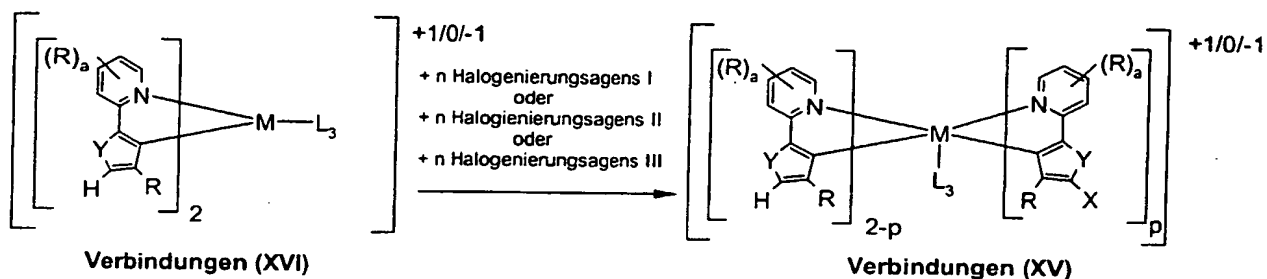 +1/0/-1
(R)a
N
M
L3
Y
H
R
2
+ n Halogenierungsagens I
oder
+ n Halogienierungsagens II
oder
+ n Halogenierungsagens III
+1/0/-1
(R)a
N
Y
H
R
2-p
M
L3
(R)a
N
Y
R
X
p
Verbindungen (XVI)
Verbindungen (XV)